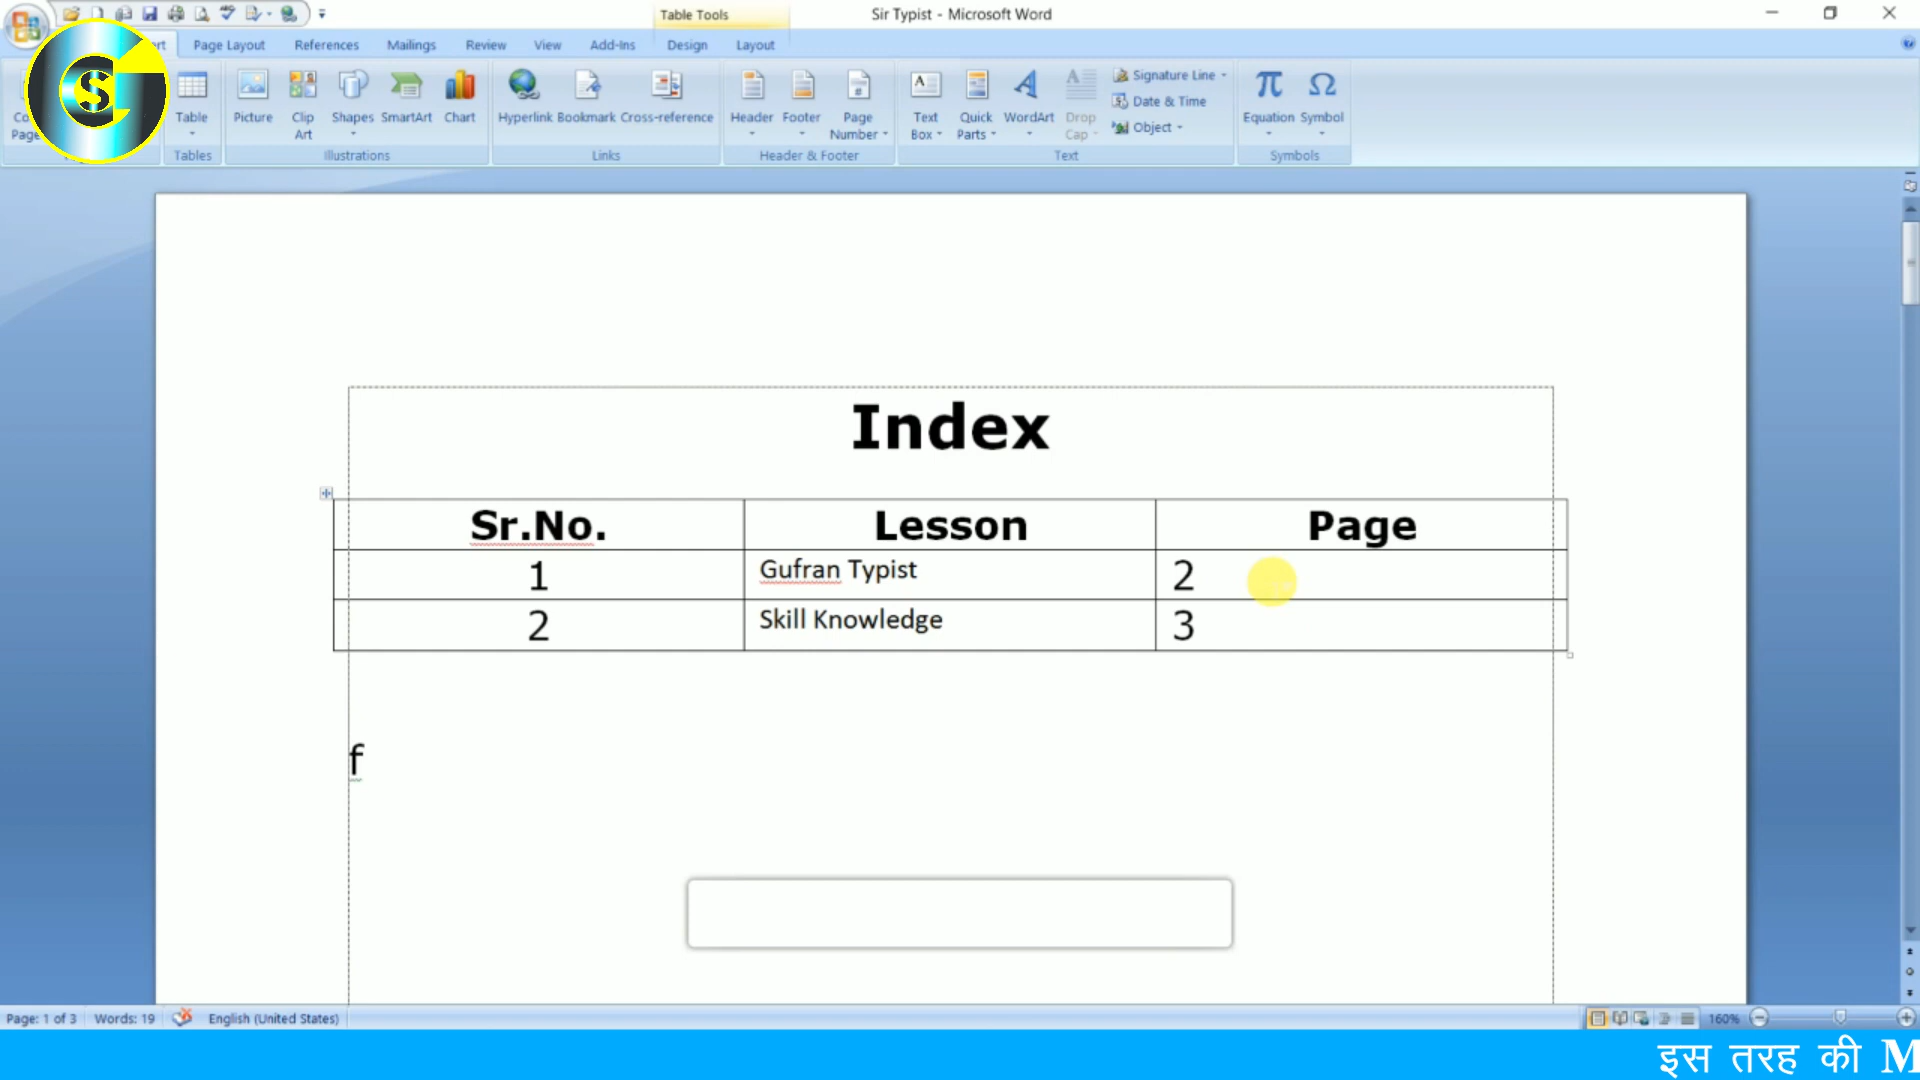 Table Tools
Sir Typist - Microsoft Word
Page Layout References Mailings Review View Add-Ins Design Layout
Table Picture Clip Art Shapes SmartArt Chart Hyperlink Bookmark Cross-reference Header Footer Page Number Text Box Quick Parts WordArt Drop Cap Signature Line Date & Time Object Equation Symbol
Tables Illustrations Links Header & Footer Text Symbols
Index
Sr.No. Lesson Page
1 Gufran Typist 2
2 Skill Knowledge 3
f
Page: 1 of 3 Words: 19 English (United States) 160%
इस तरह की M